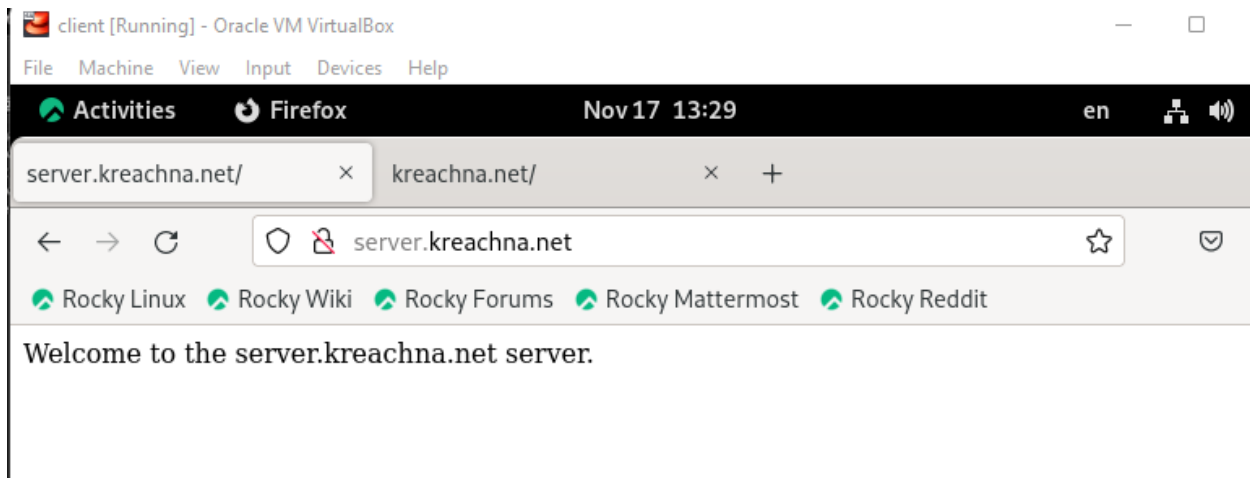 client [Running] - Oracle VM VirtualBox
File Machine View Input Devices Help
Activities Firefox Nov 17 13:29 en
server.kreachna.net/ kreachna.net/
server.kreachna.net
Rocky Linux Rocky Wiki Rocky Forums Rocky Mattermost Rocky Reddit
Welcome to the server.kreachna.net server.